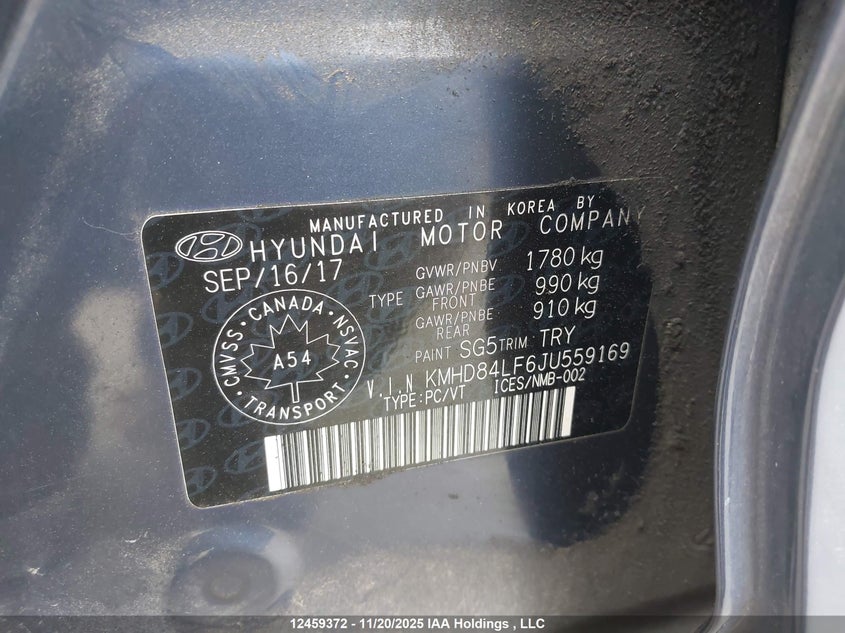 MANUFACTURED IN KOREA BY
HYUNDAI MOTOR COMPANY
SEP/16/17
GVWR/PNBV 1780 kg
TYPE GAWR/PNBE FRONT 990 kg
GAWR/PNBE REAR 910 kg
PAINT SG5 TRIM TRY
V.I.N KMHD84LF6JU559169
TYPE:PC/VT ICES/NMB-002
CMVSS · CANADA · NSVAC · TRANSPORT ·
A54
12459372 - 11/20/2025 IAA Holdings , LLC